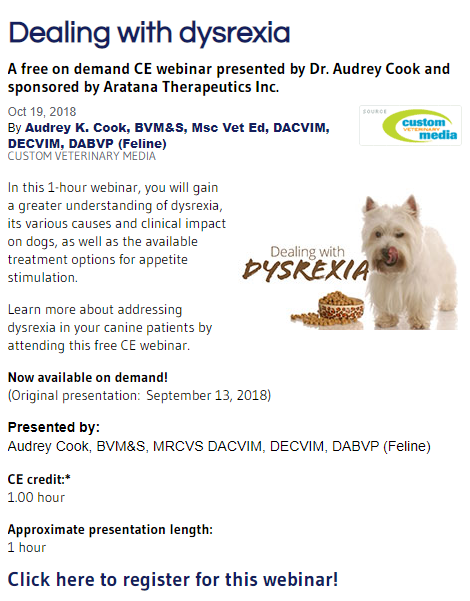 Dealing with dysrexia
A free on demand CE webinar presented by Dr. Audrey Cook and
sponsored by Aratana Therapeutics Inc.
Oct 19, 2018
By Audrey K. Cook, BVM&S, Msc Vet Ed, DACVIM,
DECVIM, DABVP (Feline)
CUSTOM VETERINARY MEDIA
SOURCE
custom
VETERINARY
media
In this 1-hour webinar, you will gain
a greater understanding of dysrexia,
its various causes and clinical impact
on dogs, as well as the available
treatment options for appetite
stimulation.
Dealing with
DYSREXIA
Learn more about addressing
dysrexia in your canine patients by
attending this free CE webinar.
Now available on demand!
(Original presentation: September 13, 2018)
Presented by:
Audrey Cook, BVM&S, MRCVS DACVIM, DECVIM, DABVP (Feline)
CE credit:*
1.00 hour
Approximate presentation length:
1 hour
Click here to register for this webinar!